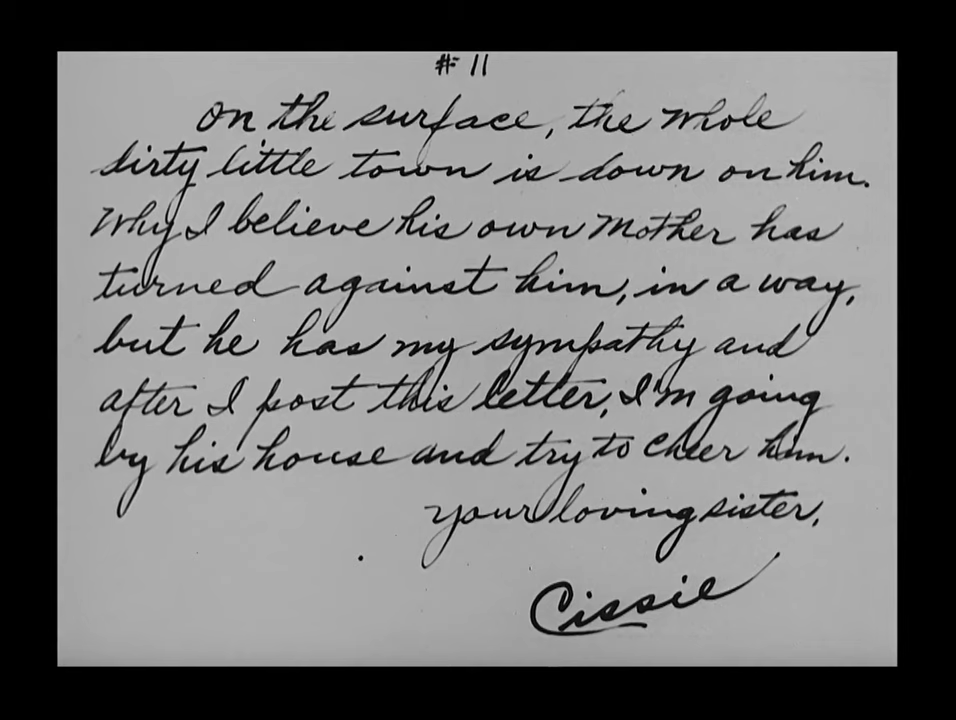 # 11
On the surface, the whole
dirty little town is down on him.
Why I believe his own Mother has
turned against him, in a way,
but he has my sympathy and
after I post this letter, I'm going
by his house and try to cheer him.
Your loving sister,
Cissie